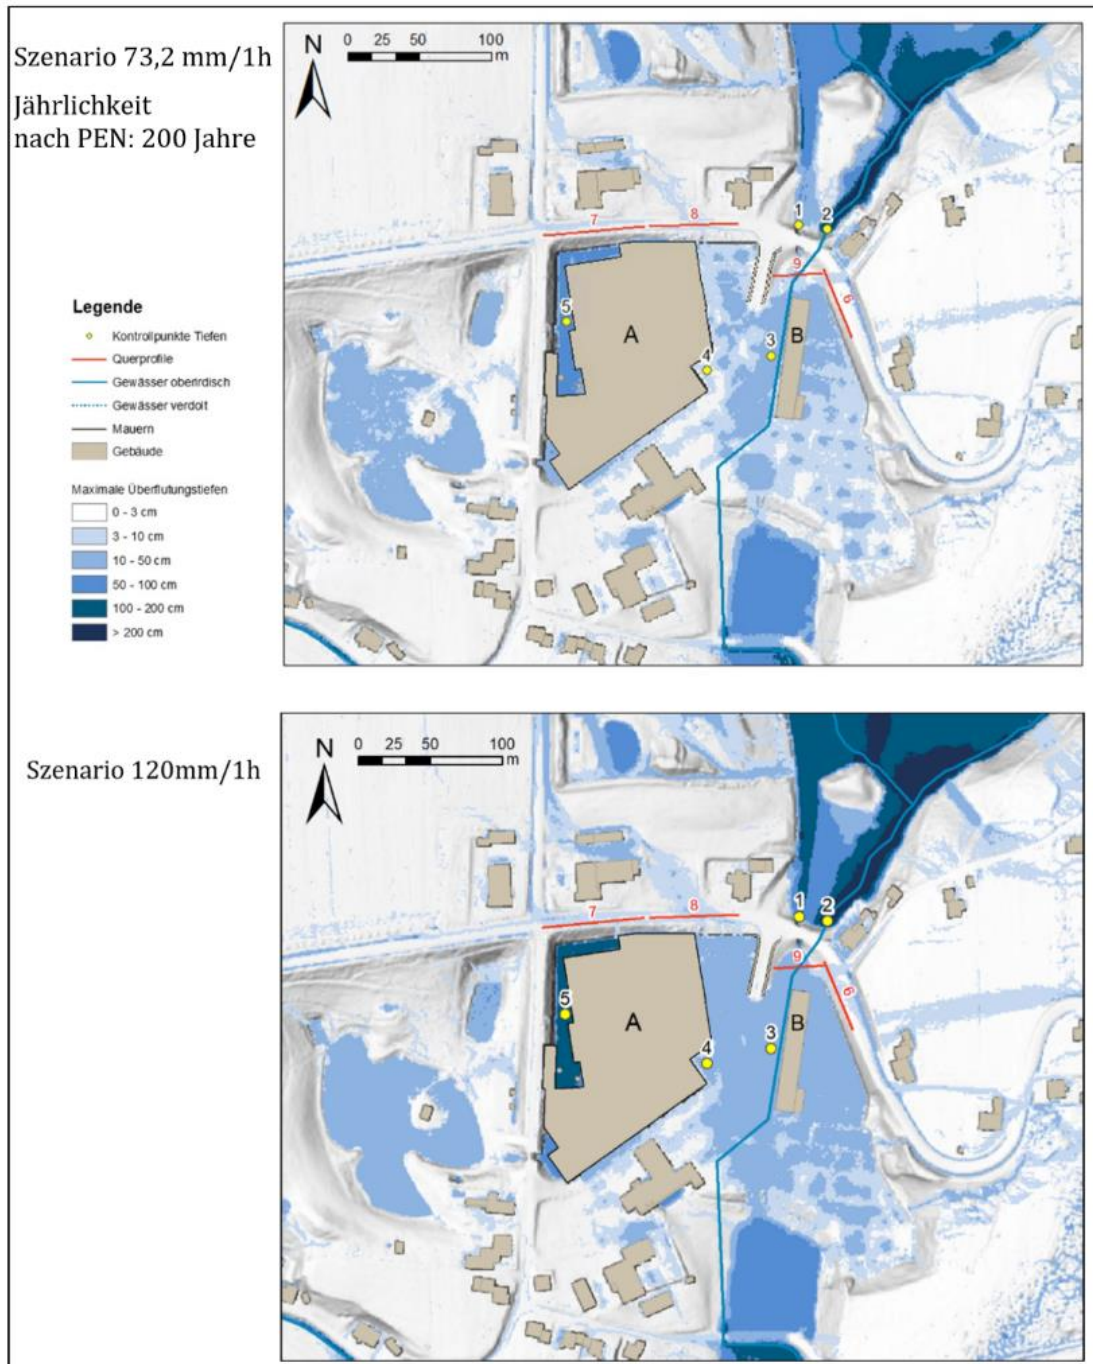 Szenario 73,2 mm/1h
Jährlichkeit
nach PEN: 200 Jahre
N
0 25 50 100
m
1
2
7
8
9
6
5
A
4
3
B
Legende
Kontrollpunkte Tiefen
Querprofile
Gewässer oberirdisch
Gewässer verdolt
Mauern
Gebäude
Maximale Überflutungstiefen
0 - 3 cm
3 - 10 cm
10 - 50 cm
50 - 100 cm
100 - 200 cm
> 200 cm
Szenario 120mm/1h
N
0 25 50 100
m
1
2
7
8
9
6
5
A
4
3
B